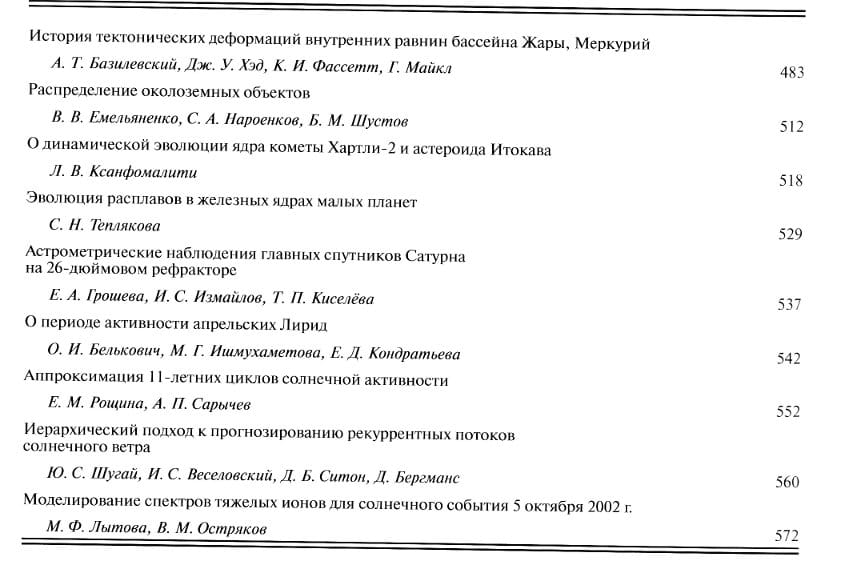 История тектонических деформаций внутренних равнин бассейна Жары, Меркурий
А. Т. Базилевский, Дж. У. Хэд, К. И. Фассетт, Г. Майкл 483
Распределение околоземных объектов
В. В. Емельяненко, С. А. Нароенков, Б. М. Шустов 512
О динамической эволюции ядра кометы Хартли-2 и астероида Итокава
Л. В. Ксанфомалити 518
Эволюция расплавов в железных ядрах малых планет
С. Н. Теплякова 529
Астрометрические наблюдения главных спутников Сатурна
на 26-дюймовом рефракторе
Е. А. Грошева, И. С. Измайлов, Т. П. Киселёва 537
О периоде активности апрельских Лирид
О. И. Белькович, М. Г. Ишмухаметова, Е. Д. Кондратьева 542
Аппроксимация 11-летних циклов солнечной активности
Е. М. Рощина, А. П. Сарычев 552
Иерархический подход к прогнозированию рекуррентных потоков
солнечного ветра
Ю. С. Шугай, И. С. Веселовский, Д. Б. Ситон, Д. Бергманс 560
Моделирование спектров тяжелых ионов для солнечного события 5 октября 2002 г.
М. Ф. Лытова, В. М. Остряков 572